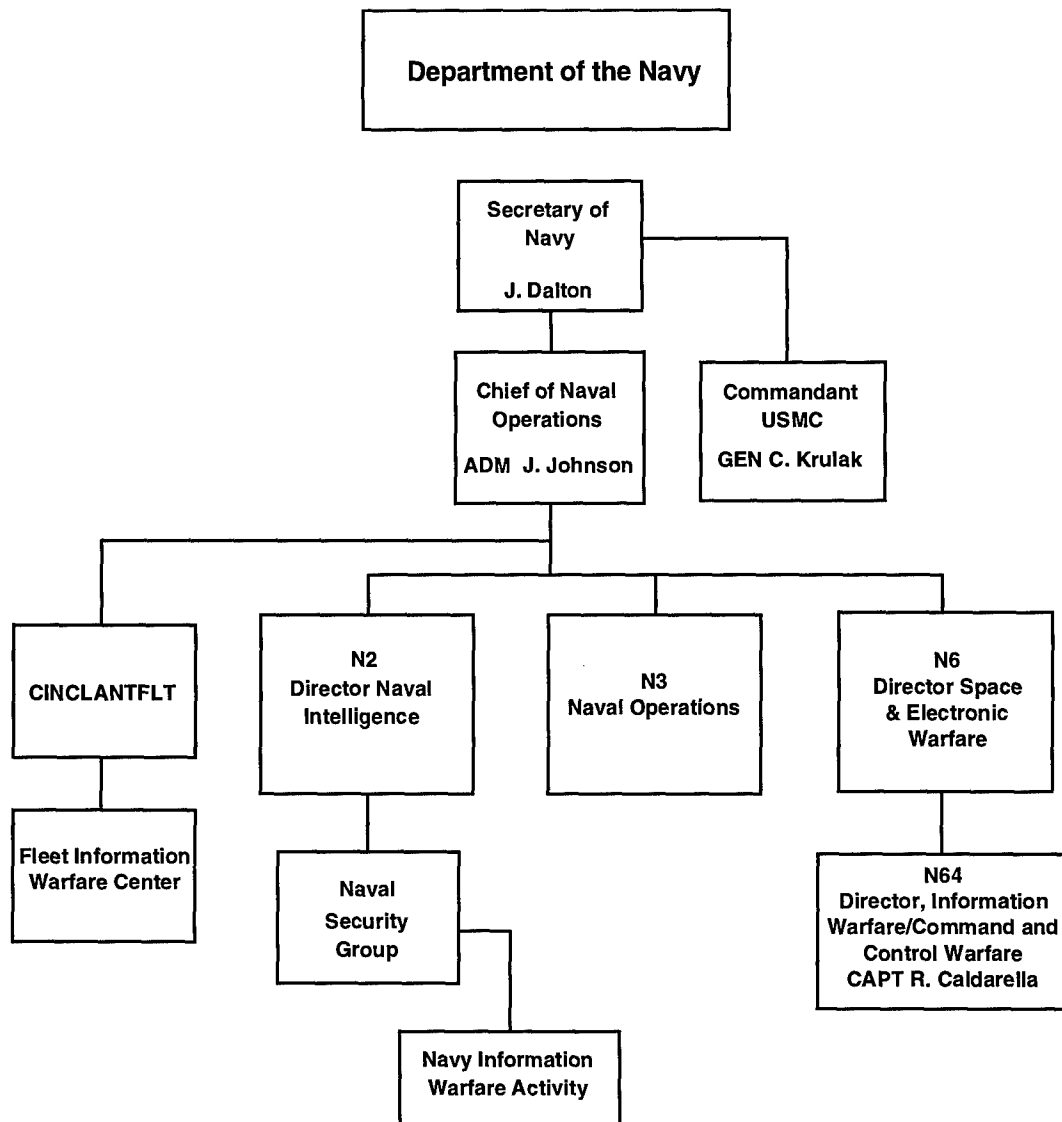 Department of the Navy
Secretary of
Navy
J. Dalton
Chief of Naval
Operations
ADM J. Johnson
Commandant
USMC
GEN C. Krulak
CINCLANTFLT
N2
Director Naval
Intelligence
N3
Naval Operations
N6
Director Space
& Electronic
Warfare
Fleet Information
Warfare Center
Naval
Security
Group
N64
Director, Information
Warfare/Command and
Control Warfare
CAPT R. Caldarella
Navy Information
Warfare Activity